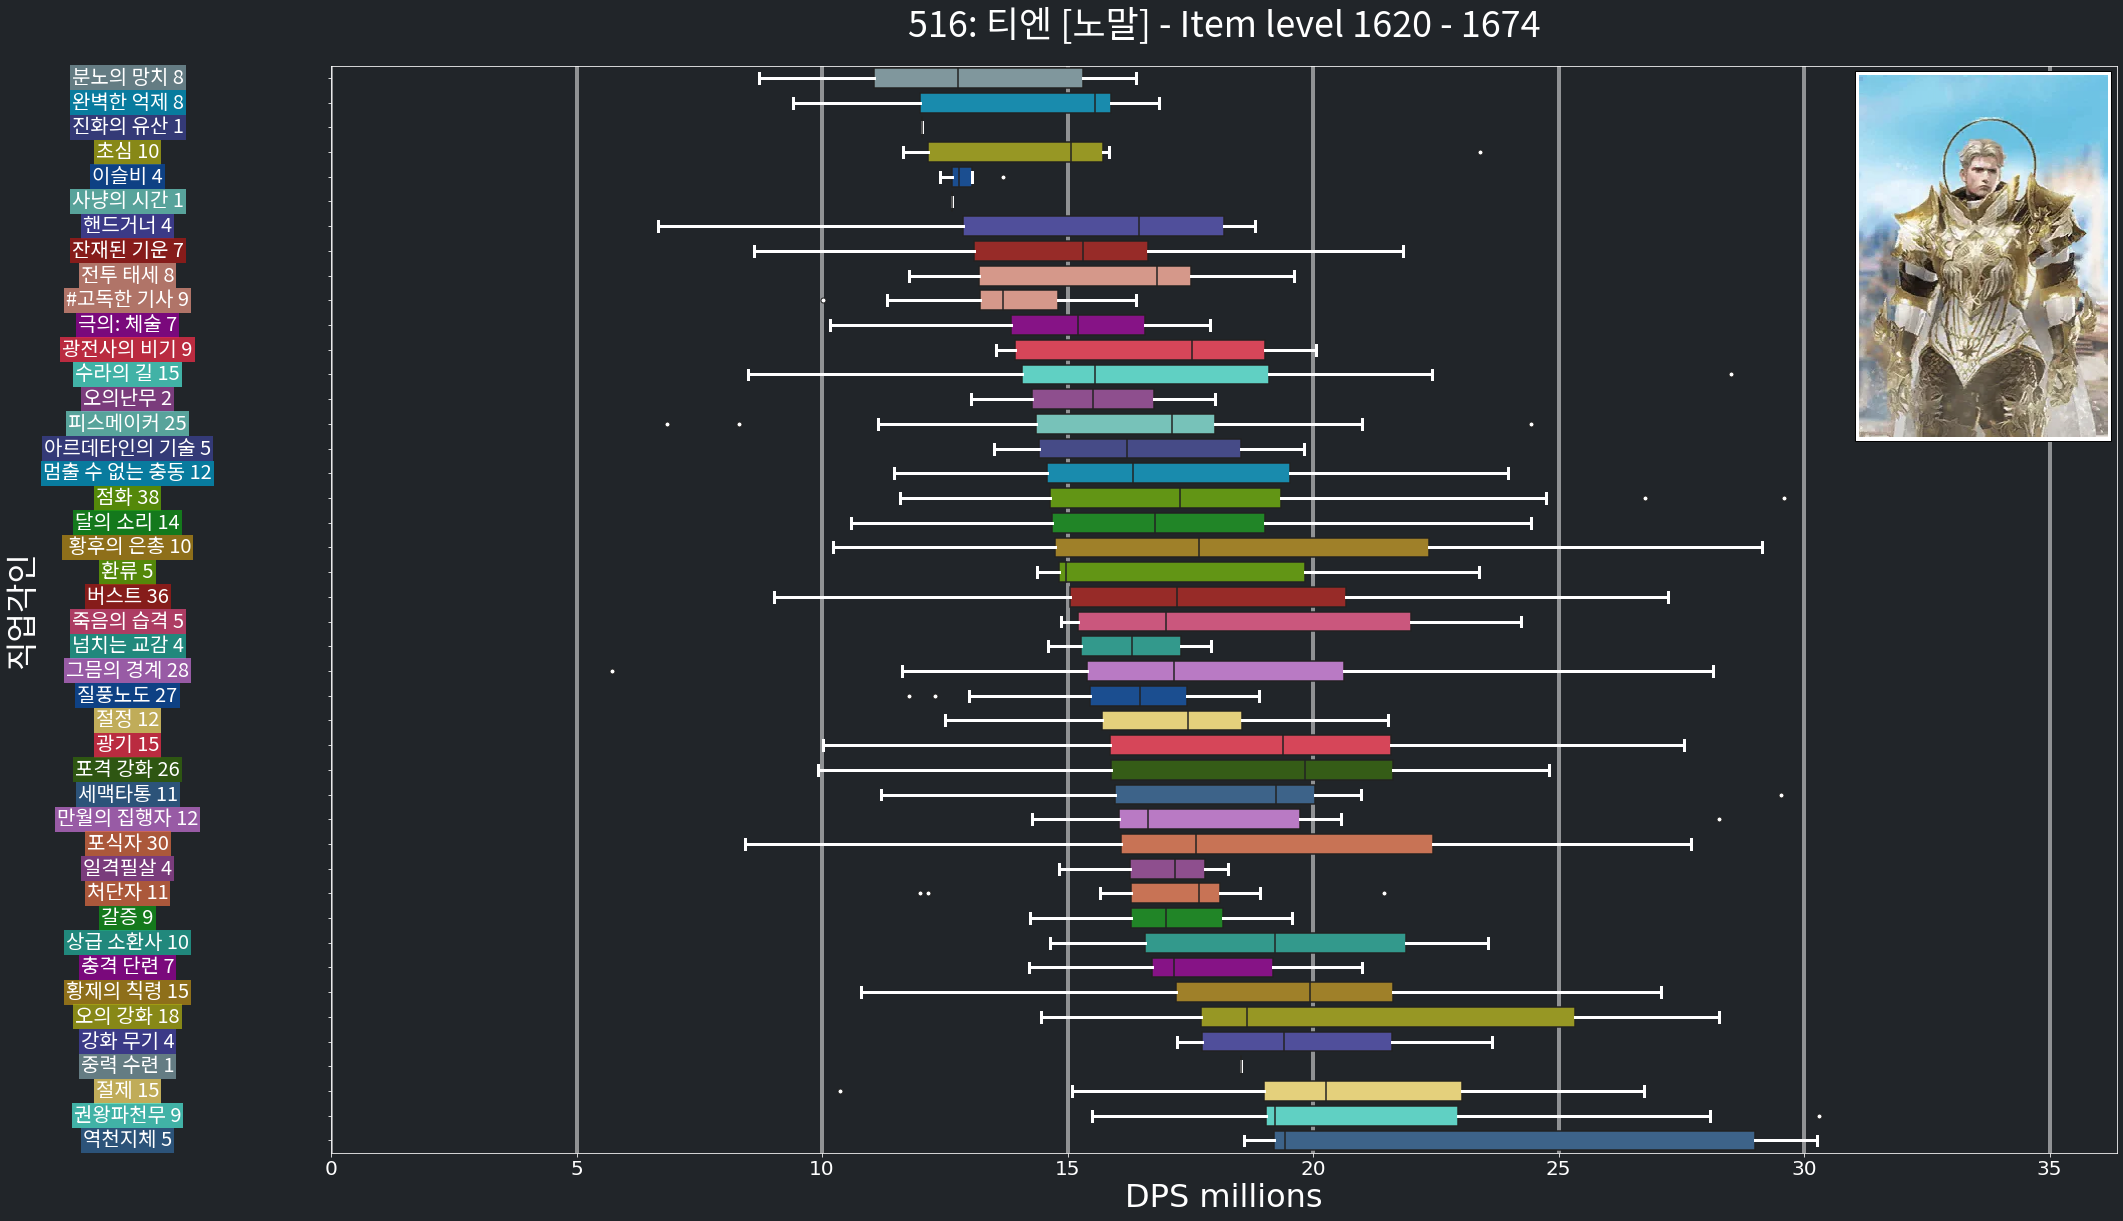 516: 티엔 [노말] - Item level 1620 - 1674
직업각인
분노의 망치 8
완벽한 억제 8
진화의 유산 1
초심 10
이슬비 4
사냥의 시간 1
핸드거너 4
잔재된 기운 7
전투 태세 8
#고독한 기사 9
극의: 체술 7
광전사의 비기 9
수라의 길 15
오의난무 2
피스메이커 25
아르데타인의 기술 5
멈출 수 없는 충동 12
점화 38
달의 소리 14
황후의 은총 10
환류 5
버스트 36
죽음의 습격 5
넘치는 교감 4
그믐의 경계 28
질풍노도 27
절정 12
광기 15
포격 강화 26
세맥타통 11
만월의 집행자 12
포식자 30
일격필살 4
처단자 11
갈증 9
상급 소환사 10
충격 단련 7
황제의 칙령 15
오의 강화 18
강화 무기 4
중력 수련 1
절제 15
권왕파천무 9
역천지체 5
0 5 10 15 20 25 30 35
DPS millions